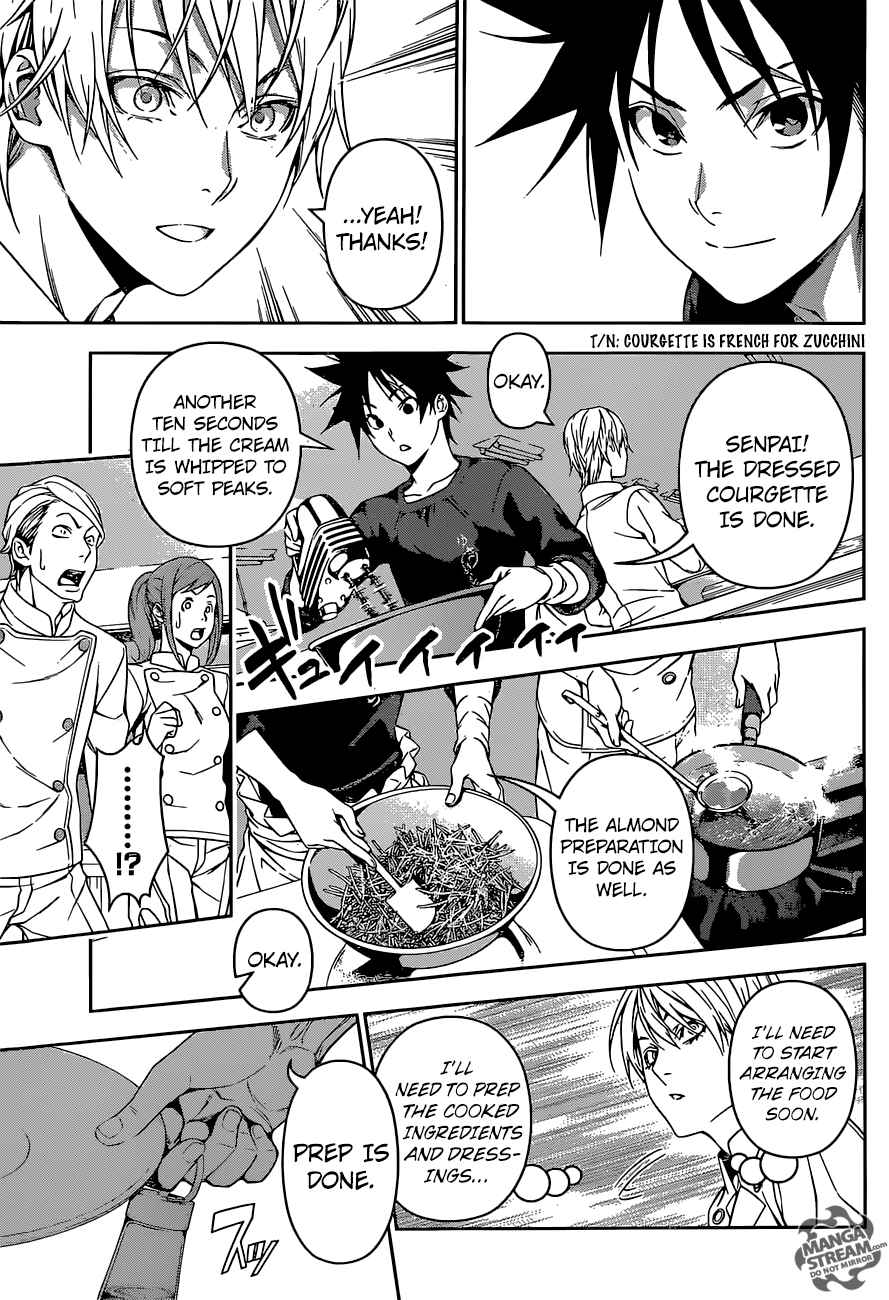 ...YEAH!
THANKS!
T/N: COURGETTE IS FRENCH FOR ZUCCHINI
SENPAI!
THE DRESSED
COURGETTE
IS DONE.
OKAY.
ANOTHER
TEN SECONDS
TILL THE CREAM
IS WHIPPED TO
SOFT PEAKS.
ギュイイイイイ
.........
!?
THE ALMOND
PREPARATION
IS DONE AS
WELL.
OKAY.
I'LL
NEED TO
START
ARRANGING
THE FOOD
SOON.
I'LL
NEED TO PREP
THE COOKED
INGREDIENTS
AND DRESS-
INGS...
PREP IS
DONE.
スッ
MANGA
STREAM.com
DO NOT MIRROR!